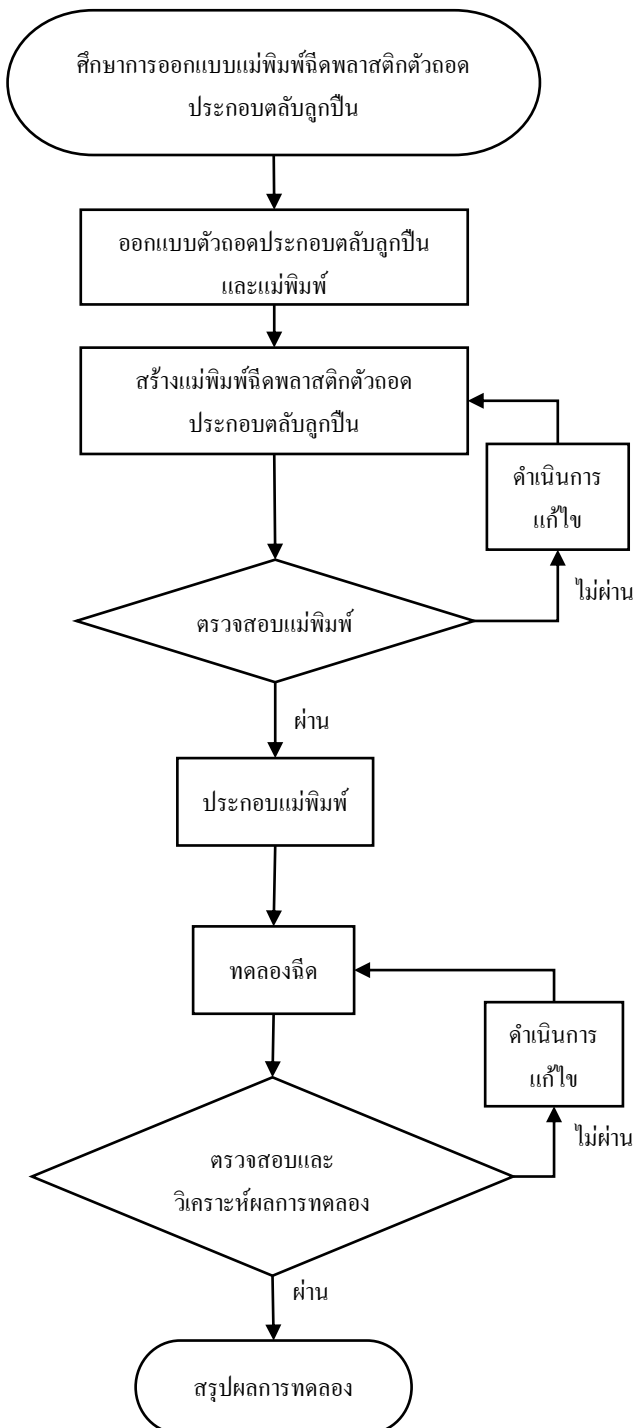 ศึกษาการออกแบบแม่พิมพ์ฉีดพลาสติกตัวถอด
ประกอบตลับลูกปืน
ออกแบบตัวถอดประกอบตลับลูกปืน
และแม่พิมพ์
สร้างแม่พิมพ์ฉีดพลาสติกตัวถอด
ประกอบตลับลูกปืน
ดำเนินการ
แก้ไข
ไม่ผ่าน
ตรวจสอบแม่พิมพ์
ผ่าน
ประกอบแม่พิมพ์
ทดลองฉีด
ดำเนินการ
แก้ไข
ไม่ผ่าน
ตรวจสอบและ
วิเคราะห์ผลการทดลอง
ผ่าน
สรุปผลการทดลอง